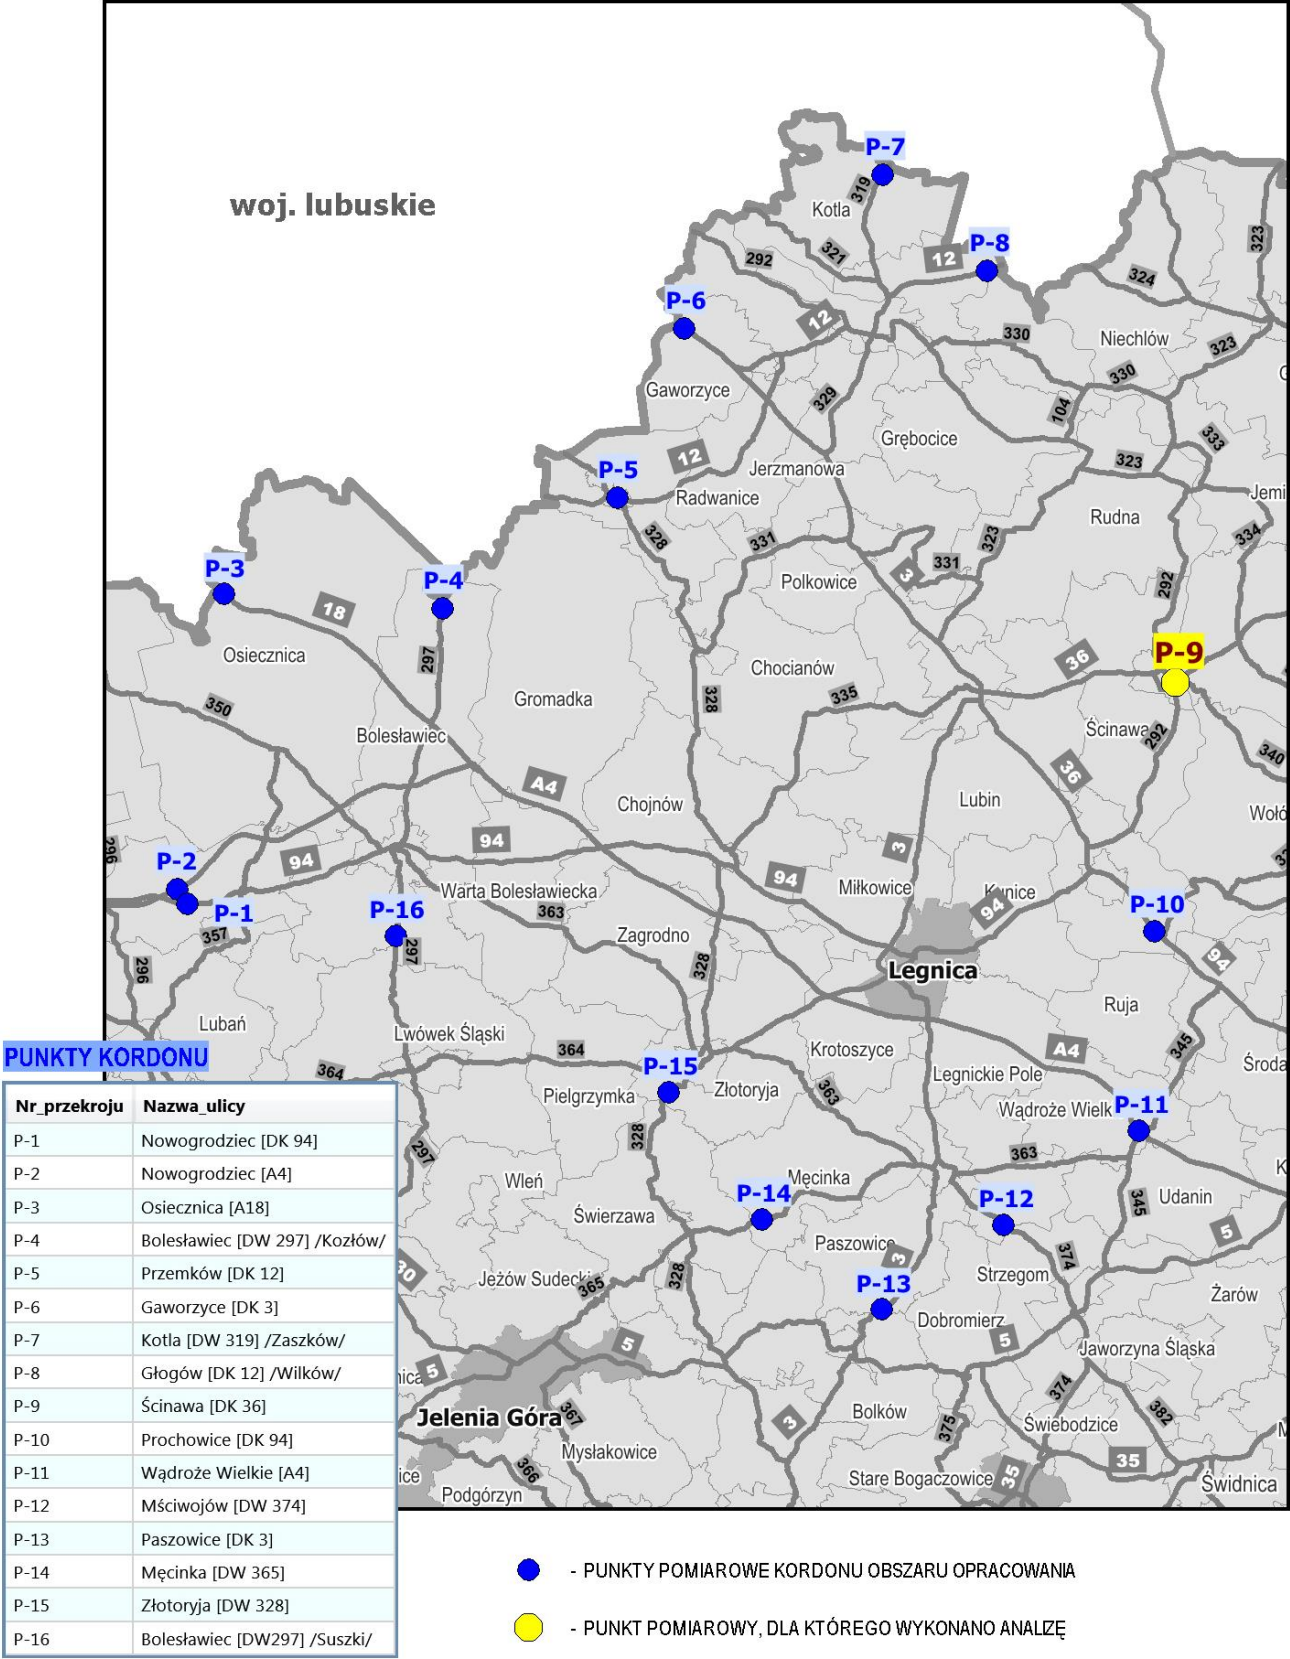 P-7
319
woj. lubuskie
Kotla
P-8
323
292
321
12
324
P-6
12
330
Niechlów
323
330
Gaworzyce
329
104
Grębocice
333
P-5
12
Jerzmanowa
323
Radwanice
Jemi
Rudna
328
331
323
334
P-3
P-4
Polkowice
3
331
292
18
Osiecznica
297
Chocianów
36
P-9
Gromadka
328
335
350
Bolesławiec
Ścinawa
292
340
A4
Chojnów
Lubin
36
Wołó
296
94
94
3
P-2
94
Miłkowice
Kunice
94
Warta Bolesławiecka
P-1
P-16
363
P-10
357
297
Zagrodno
296
328
Legnica
94
Ruja
Lubań
Lwówek Śląski
PUNKTY KORDONU
364
364
Krotoszyce
A4
345
Środa
P-15
Legnickie Pole
Pielgrzymka
Złotoryja
363
Wądroże Wielk
P-11
328
297
363
K
Wleń
Męcinka
P-14
P-12
345
Udanin
Świerzawa
Paszowice
3
374
5
30
Jeżów Sudecki
365
328
P-13
Strzegom
Żarów
Dobromierz
5
5
Jaworzyna Śląska
nica
5
367
Jelenia Góra
3
Bolków
375
374
382
Świebodzice
Mysłakowice
35
366
ice
Podgórzyn
Stare Bogaczowice
35
Świdnica
Nr_przekroju Nazwa_ulicy
P-1 Nowogrodziec [DK 94]
P-2 Nowogrodziec [A4]
P-3 Osiecznica [A18]
P-4 Bolesławiec [DW 297] /Kozłów/
P-5 Przemków [DK 12]
P-6 Gaworzyce [DK 3]
P-7 Kotla [DW 319] /Zaszków/
P-8 Głogów [DK 12] /Wilków/
P-9 Ścinawa [DK 36]
P-10 Prochowice [DK 94]
P-11 Wądroże Wielkie [A4]
P-12 Mściwojów [DW 374]
P-13 Paszowice [DK 3]
P-14 Męcinka [DW 365]
P-15 Złotoryja [DW 328]
P-16 Bolesławiec [DW297] /Suszki/
- PUNKTY POMIAROWE KORDONU OBSZARU OPRACOWANIA
- PUNKT POMIAROWY, DLA KTÓREGO WYKONANO ANALIZĘ